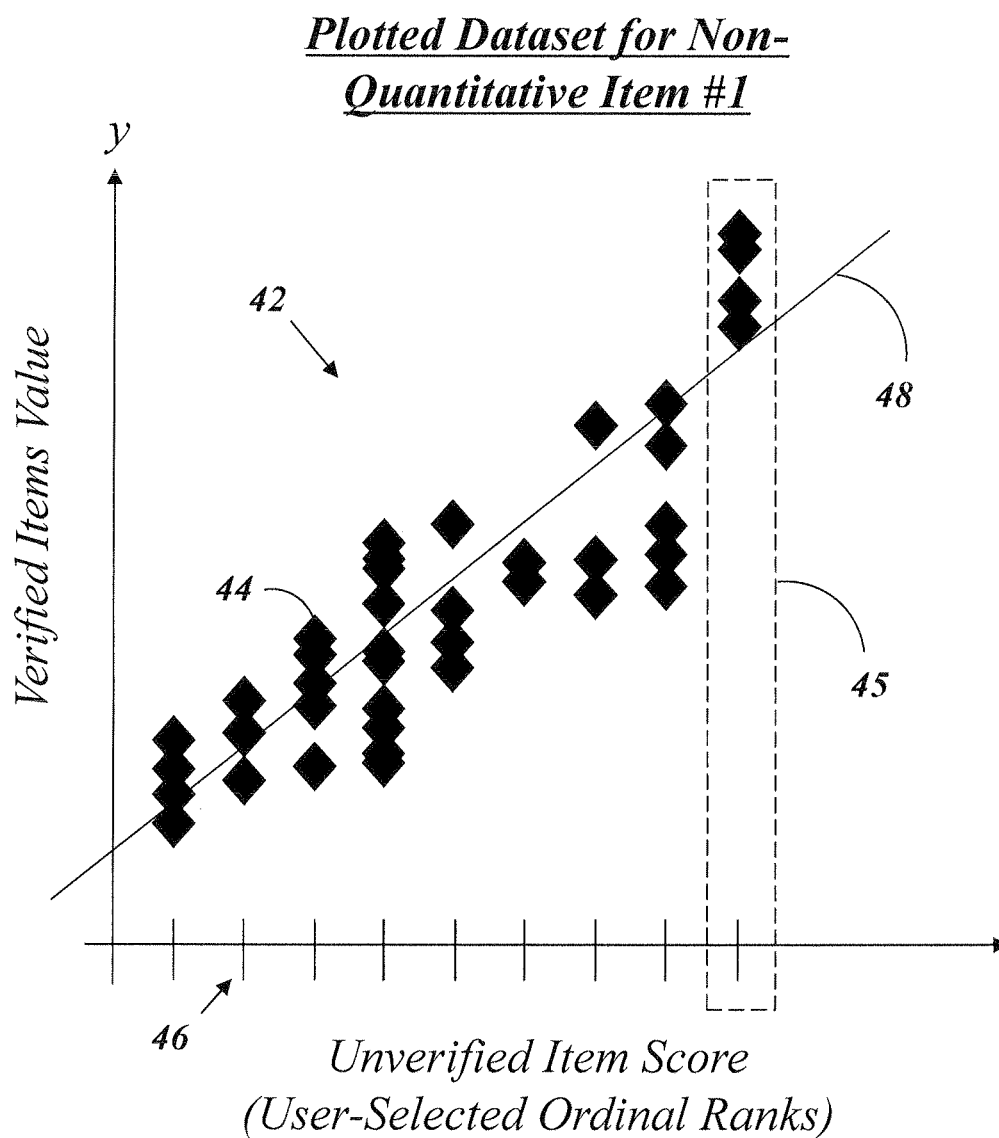 Plotted Dataset for Non-
Quantitative Item #1
y
42
48
Verified Items Value
44
45
46
Unverified Item Score
(User-Selected Ordinal Ranks)